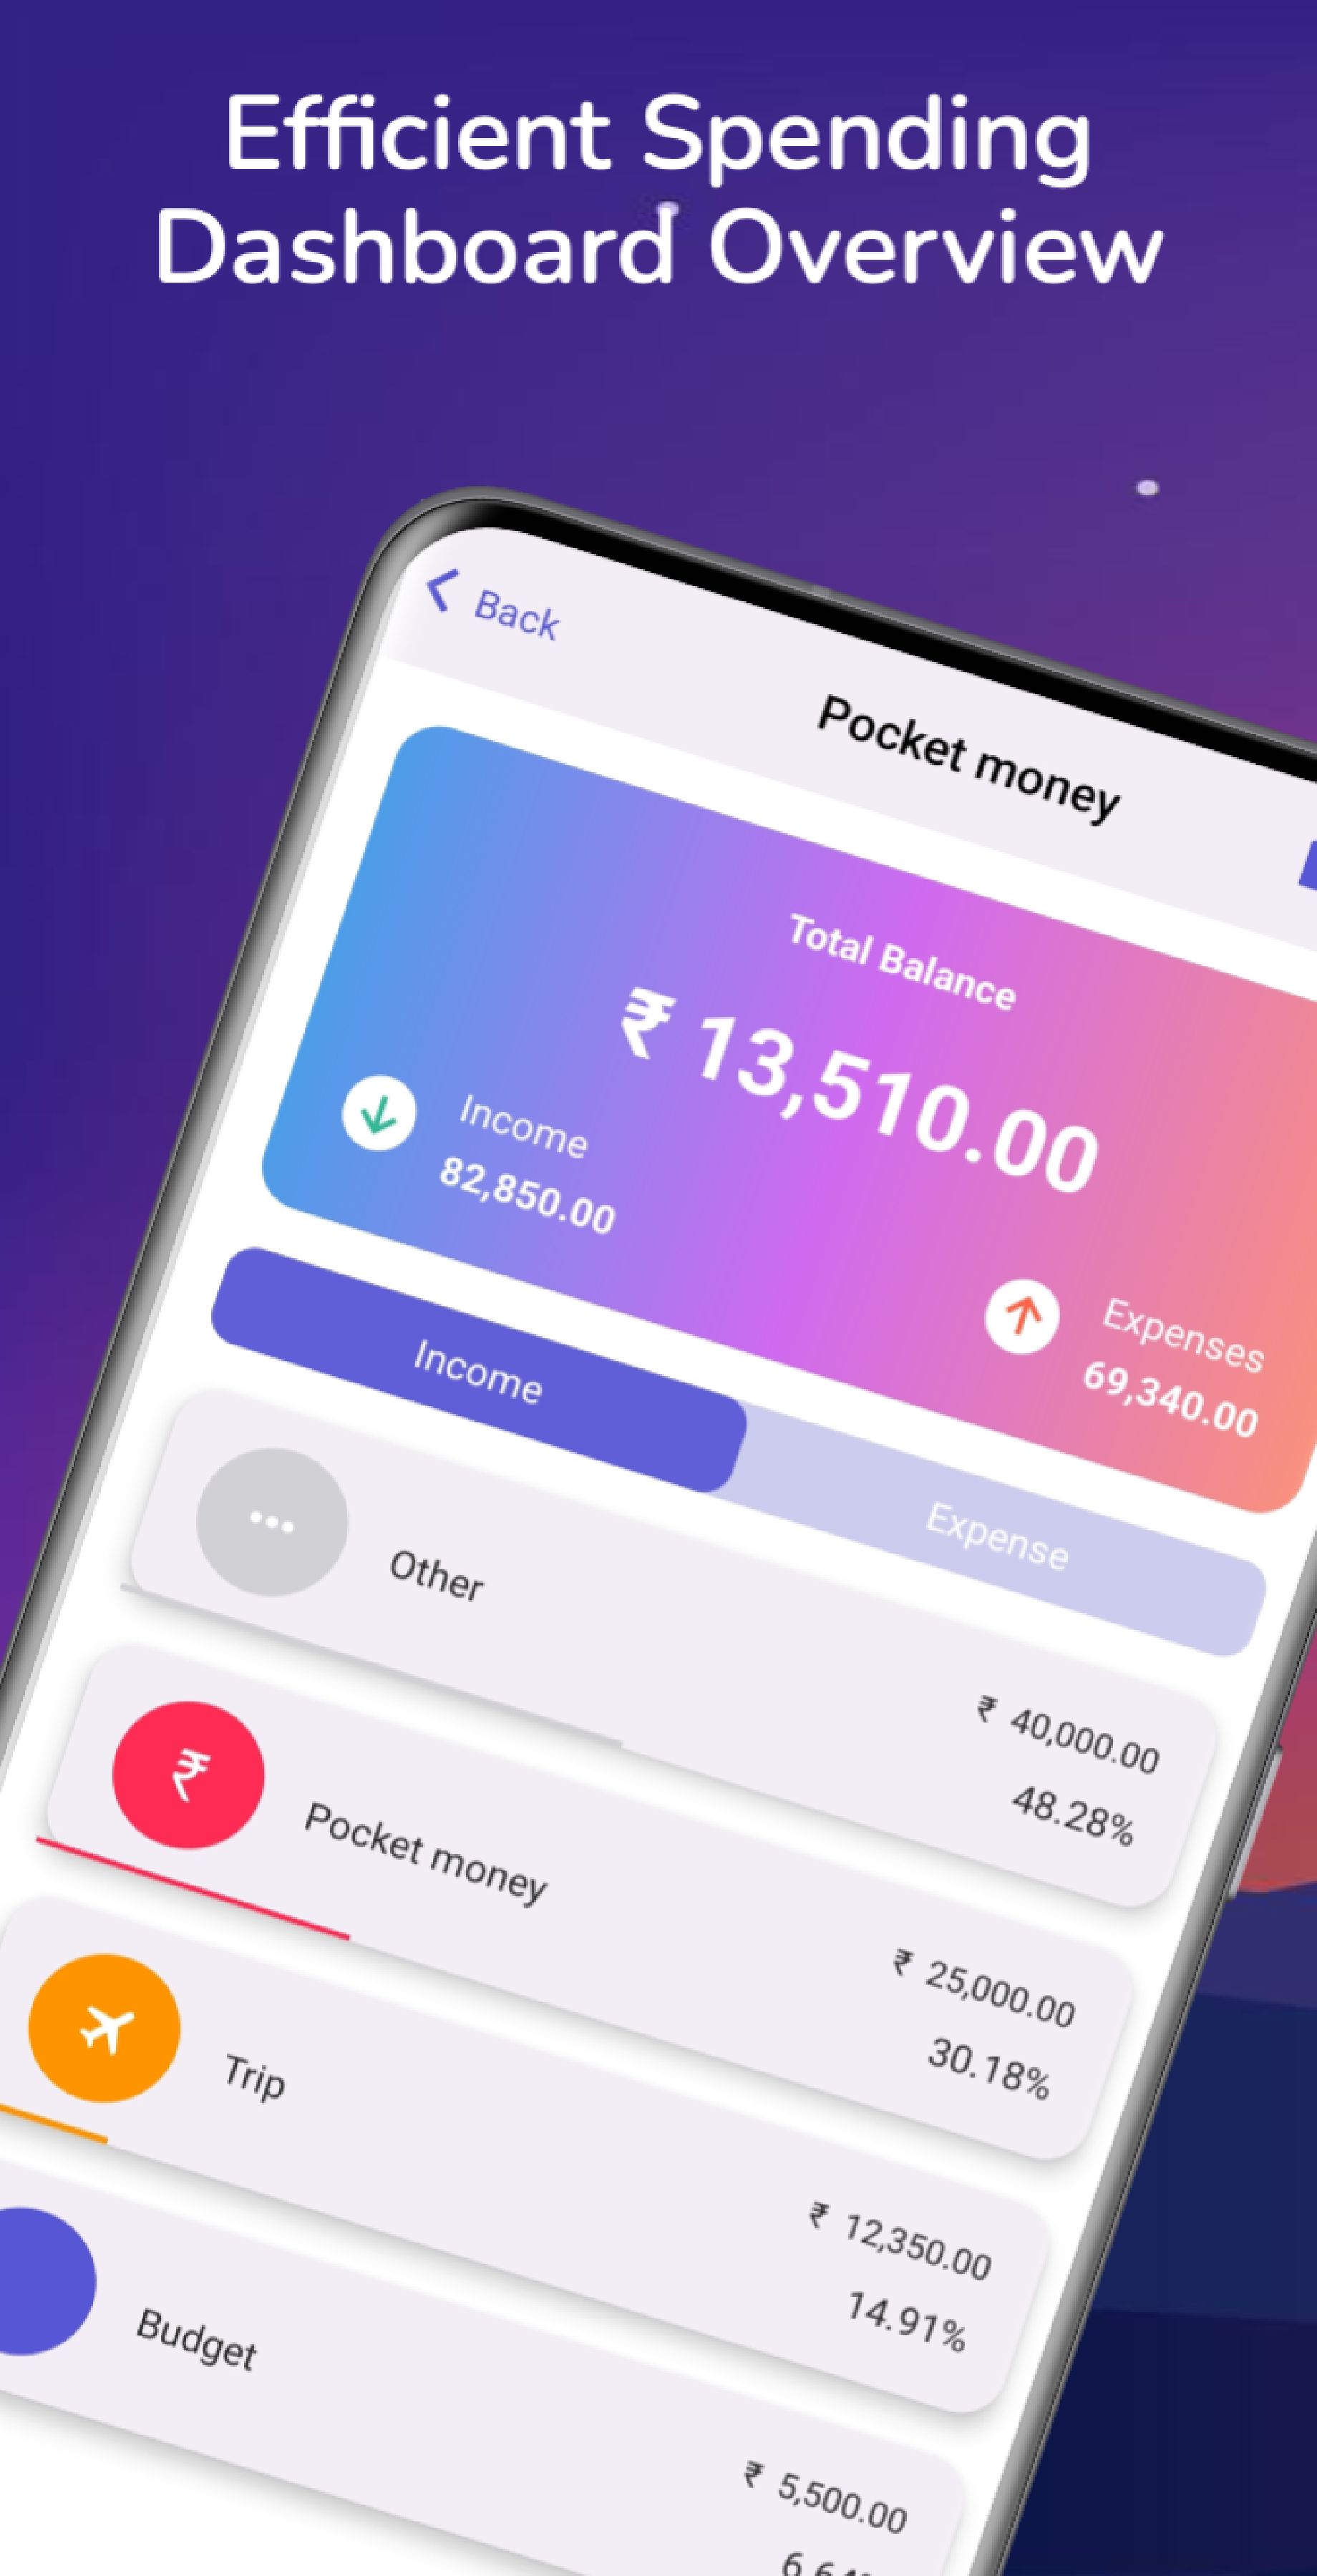 Efficient Spending
Dashboard Overview
Back
Pocket money
Total Balance
₹ 13,510.00
Income
82,850.00
Expenses
69,340.00
Income
Expense
Other
₹ 40,000.00
48.28%
Pocket money
₹ 25,000.00
30.18%
Trip
₹ 12,350.00
14.91%
Budget
₹ 5,500.00